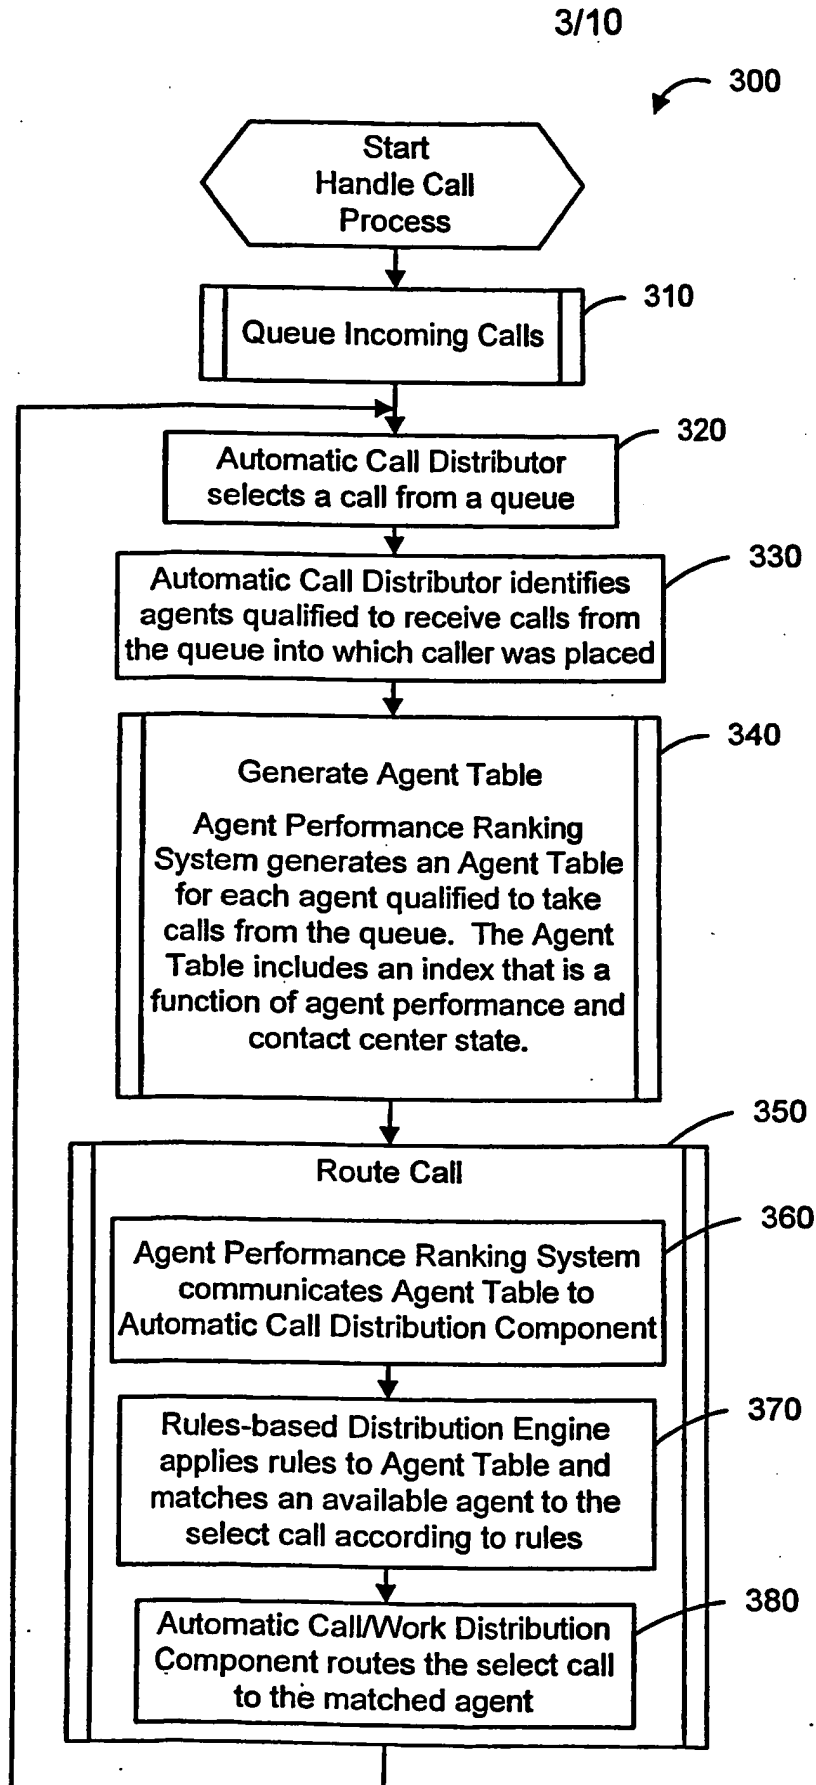 3/10
300
Start
Handle Call
Process
310
Queue Incoming Calls
320
Automatic Call Distributor
selects a call from a queue
330
Automatic Call Distributor identifies
agents qualified to receive calls from
the queue into which caller was placed
340
Generate Agent Table
Agent Performance Ranking
System generates an Agent Table
for each agent qualified to take
calls from the queue. The Agent
Table includes an index that is a
function of agent performance and
contact center state.
350
Route Call
360
Agent Performance Ranking System
communicates Agent Table to
Automatic Call Distribution Component
370
Rules-based Distribution Engine
applies rules to Agent Table and
matches an available agent to the
select call according to rules
380
Automatic Call/Work Distribution
Component routes the select call
to the matched agent